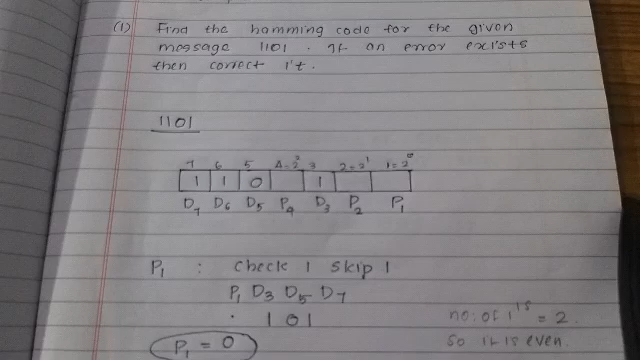 (1) Find the hamming code for the given
message 1101. If an error exists
then correct it.
1101
7 6 5 4=2² 3 2=2¹ 1=2⁰
1 1 0 1
D₇ D₆ D₅ P₄ D₃ P₂ P₁
P₁ : Check 1 Skip 1
P₁ D₃ D₅ D₇
. 1 0 1
no: of 1's = 2.
P₁ = 0
So it is even.